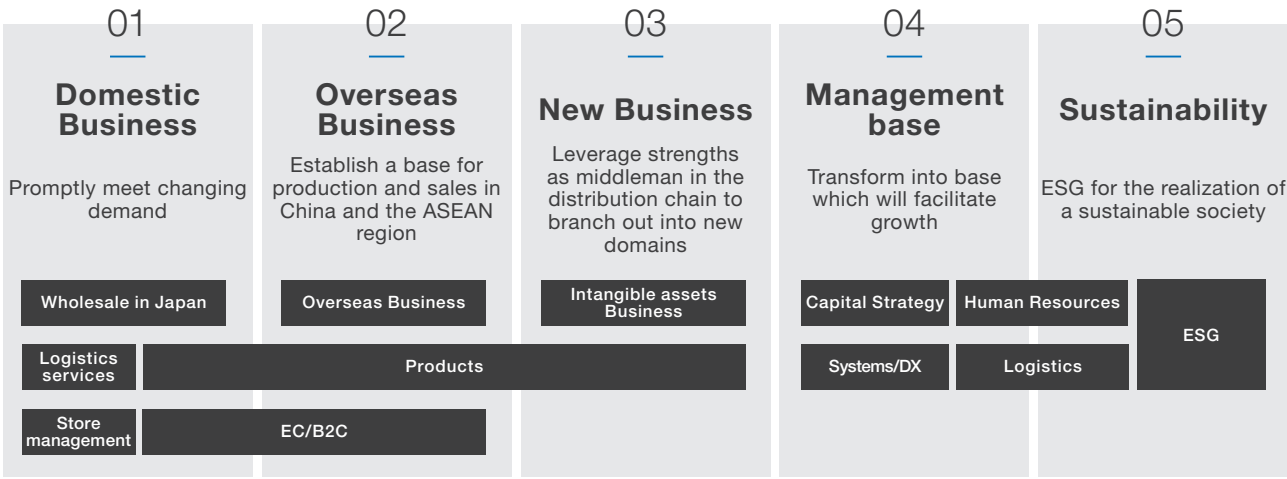 01
Domestic
Business
Promptly meet changing
demand
02
Overseas
Business
Establish a base for
production and sales in
China and the ASEAN
region
03
New Business
Leverage strengths
as middleman in the
distribution chain to
branch out into new
domains
04
Management
base
Transform into base
which will facilitate
growth
05
Sustainability
ESG for the realization of
a sustainable society
Wholesale in Japan
Overseas Business
Intangible assets
Business
Capital Strategy
Human Resources
ESG
Logistics
services
Products
Systems/DX
Logistics
Store
management
EC/B2C